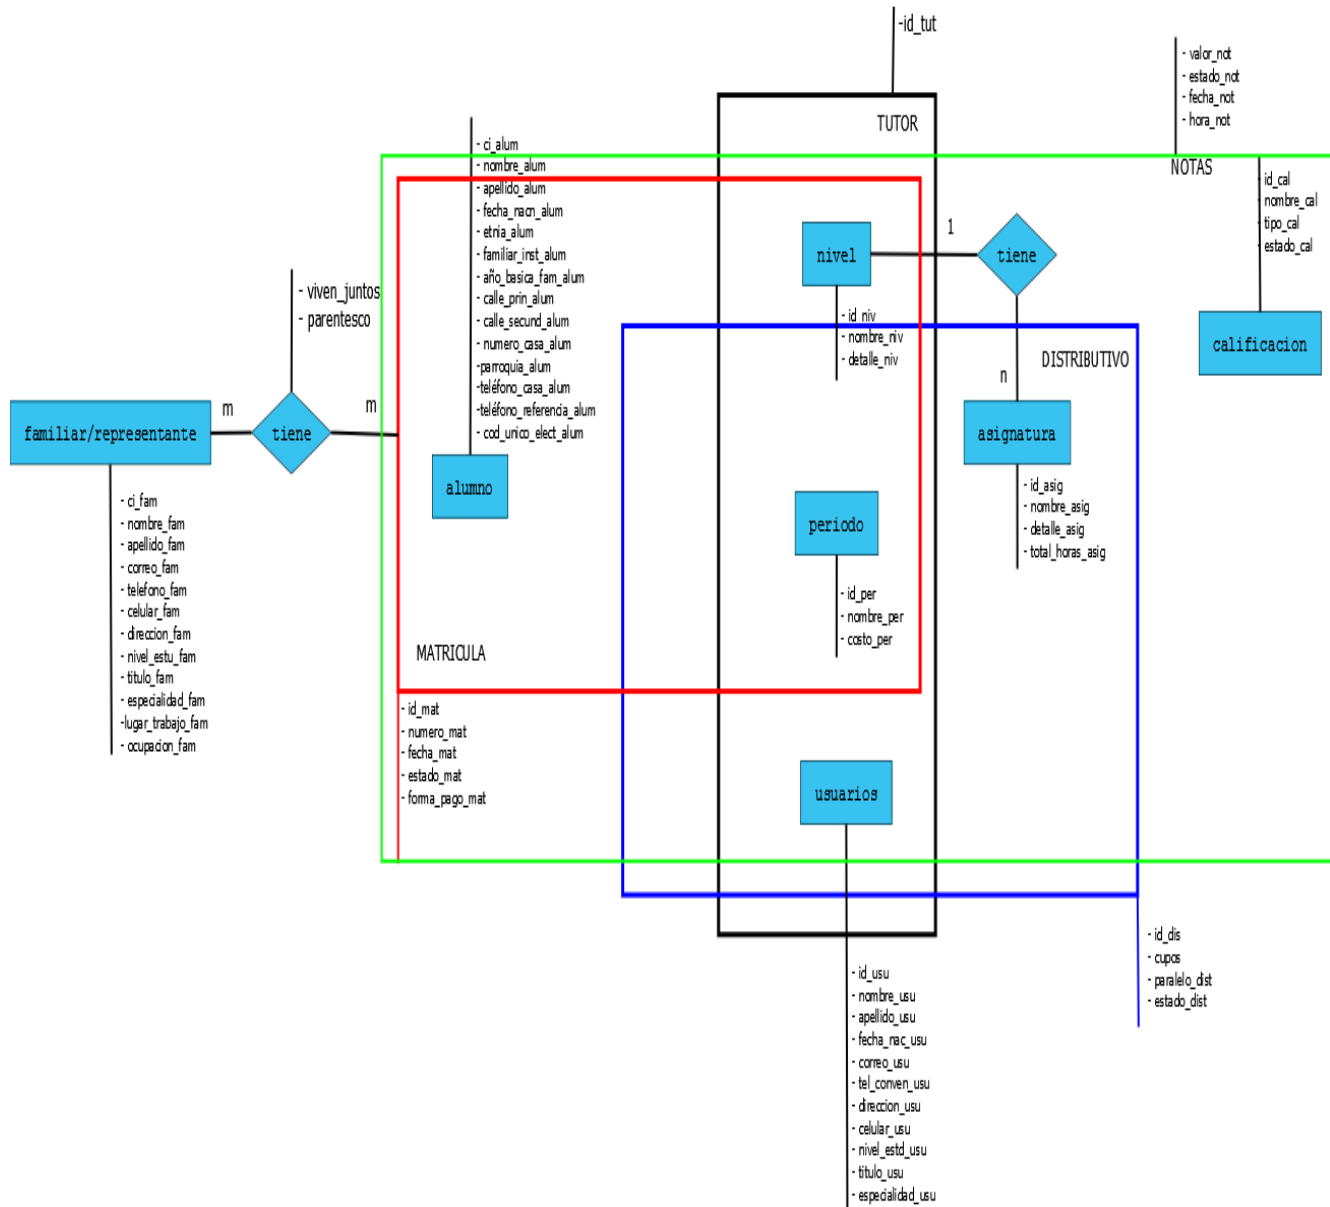 -id_tut
TUTOR
- valor_not
- estado_not
- fecha_not
- hora_not
NOTAS
- ci_alum
- nombre_alum
- apellido_alum
- fecha_nacn_alum
- etnia_alum
- familiar_inst_alum
- año_basica_fam_alum
- calle_prin_alum
- calle_secund_alum
- numero_casa_alum
-parroquia_alum
-teléfono_casa_alum
-teléfono_referencia_alum
- cod_unico_elect_alum
alumno
id_cal
nombre_cal
tipo_cal
estado_cal
calificacion
nivel
1
tiene
n
- id_niv
- nombre_niv
- detalle_niv
DISTRIBUTIVO
asignatura
- id_asig
- nombre_asig
- detalle_asig
- total_horas_asig
- viven_juntos
- parentesco
familiar/representante
m
tiene
m
- ci_fam
- nombre_fam
- apellido_fam
- correo_fam
- telefono_fam
- celular_fam
- direccion_fam
- nivel_estu_fam
- titulo_fam
- especialidad_fam
-lugar_trabajo_fam
- ocupacion_fam
periodo
- id_per
- nombre_per
- costo_per
MATRICULA
- id_mat
- numero_mat
- fecha_mat
- estado_mat
- forma_pago_mat
usuarios
- id_usu
- nombre_usu
- apellido_usu
- fecha_nac_usu
- correo_usu
- tel_conven_usu
- direccion_usu
- celular_usu
- nivel_estd_usu
- titulo_usu
- especialidad_usu
- id_dis
- cupos
- paralelo_dist
- estado_dist